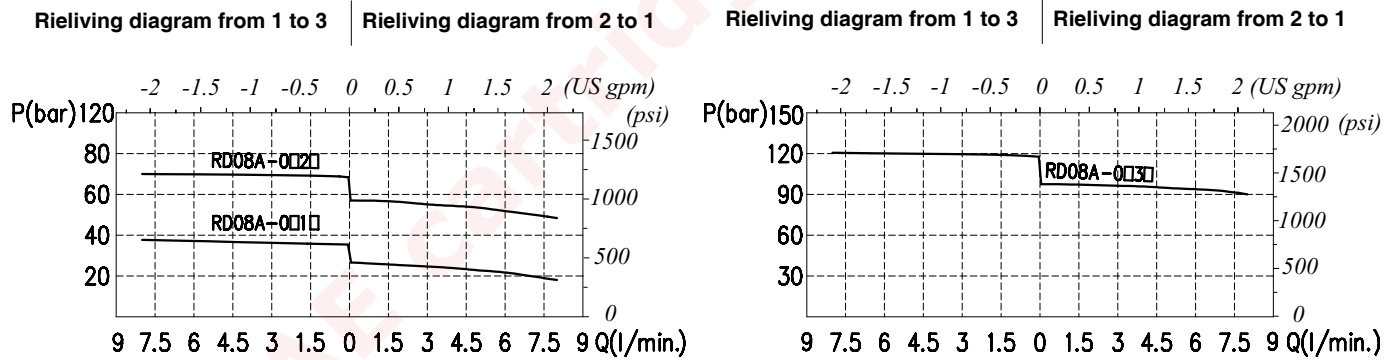 Rieliving diagram from 1 to 3 Rieliving diagram from 2 to 1
-2 -1.5 -1 -0.5 0 0.5 1 1.5 2 (US gpm)
P(bar) 120 (psi)
1500
80 RD08A-0□2□
60 1000
RD08A-0□1□
40
500
20
0
9 7.5 6 4.5 3 1.5 0 1.5 3 4.5 6 7.5 9 Q(l/min.)
Rieliving diagram from 1 to 3 Rieliving diagram from 2 to 1
-2 -1.5 -1 -0.5 0 0.5 1 1.5 2 (US gpm)
P(bar) 150 2000 (psi)
120
RD08A-0□3□ 1500
90
1000
60
30 500
0
9 7.5 6 4.5 3 1.5 0 1.5 3 4.5 6 7.5 9 Q(l/min.)